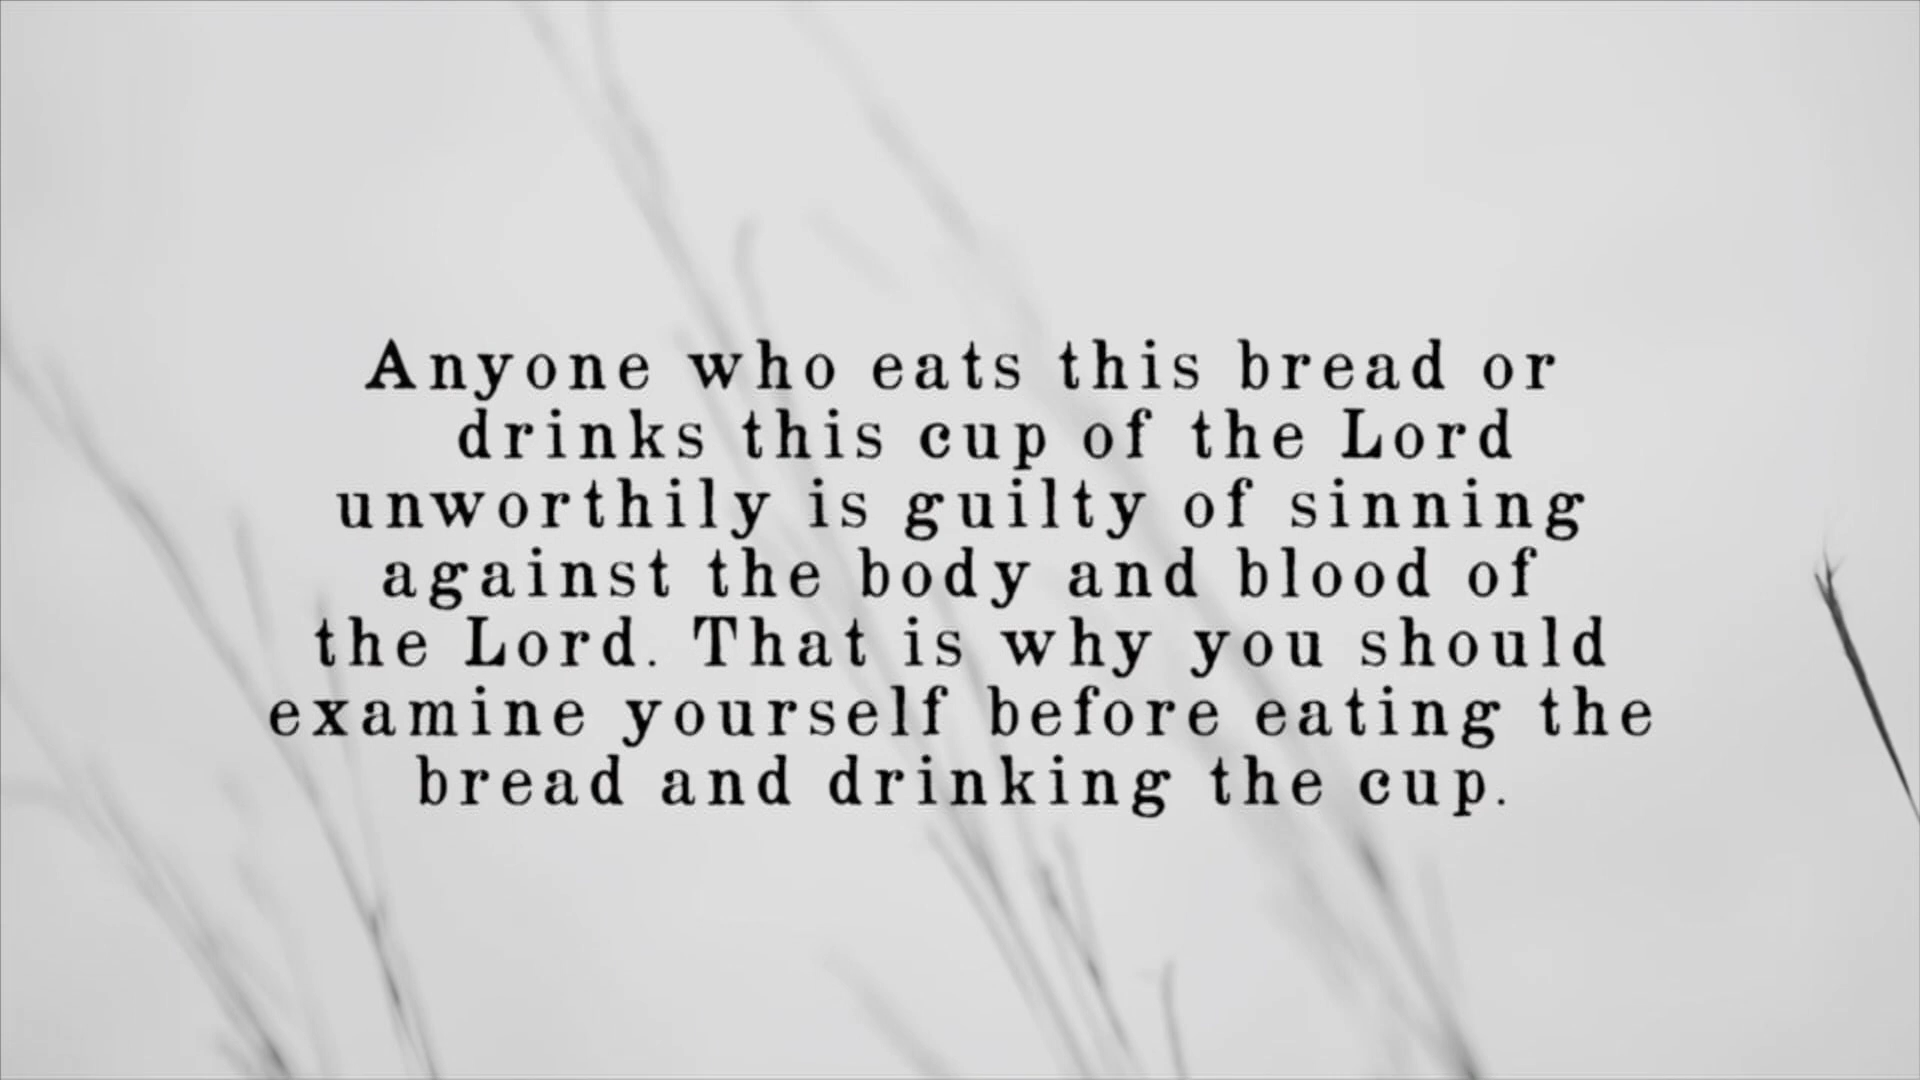 Anyone who eats this bread or
drinks this cup of the Lord
unworthily is guilty of sinning
against the body and blood of
the Lord. That is why you should
examine yourself before eating the
bread and drinking the cup.